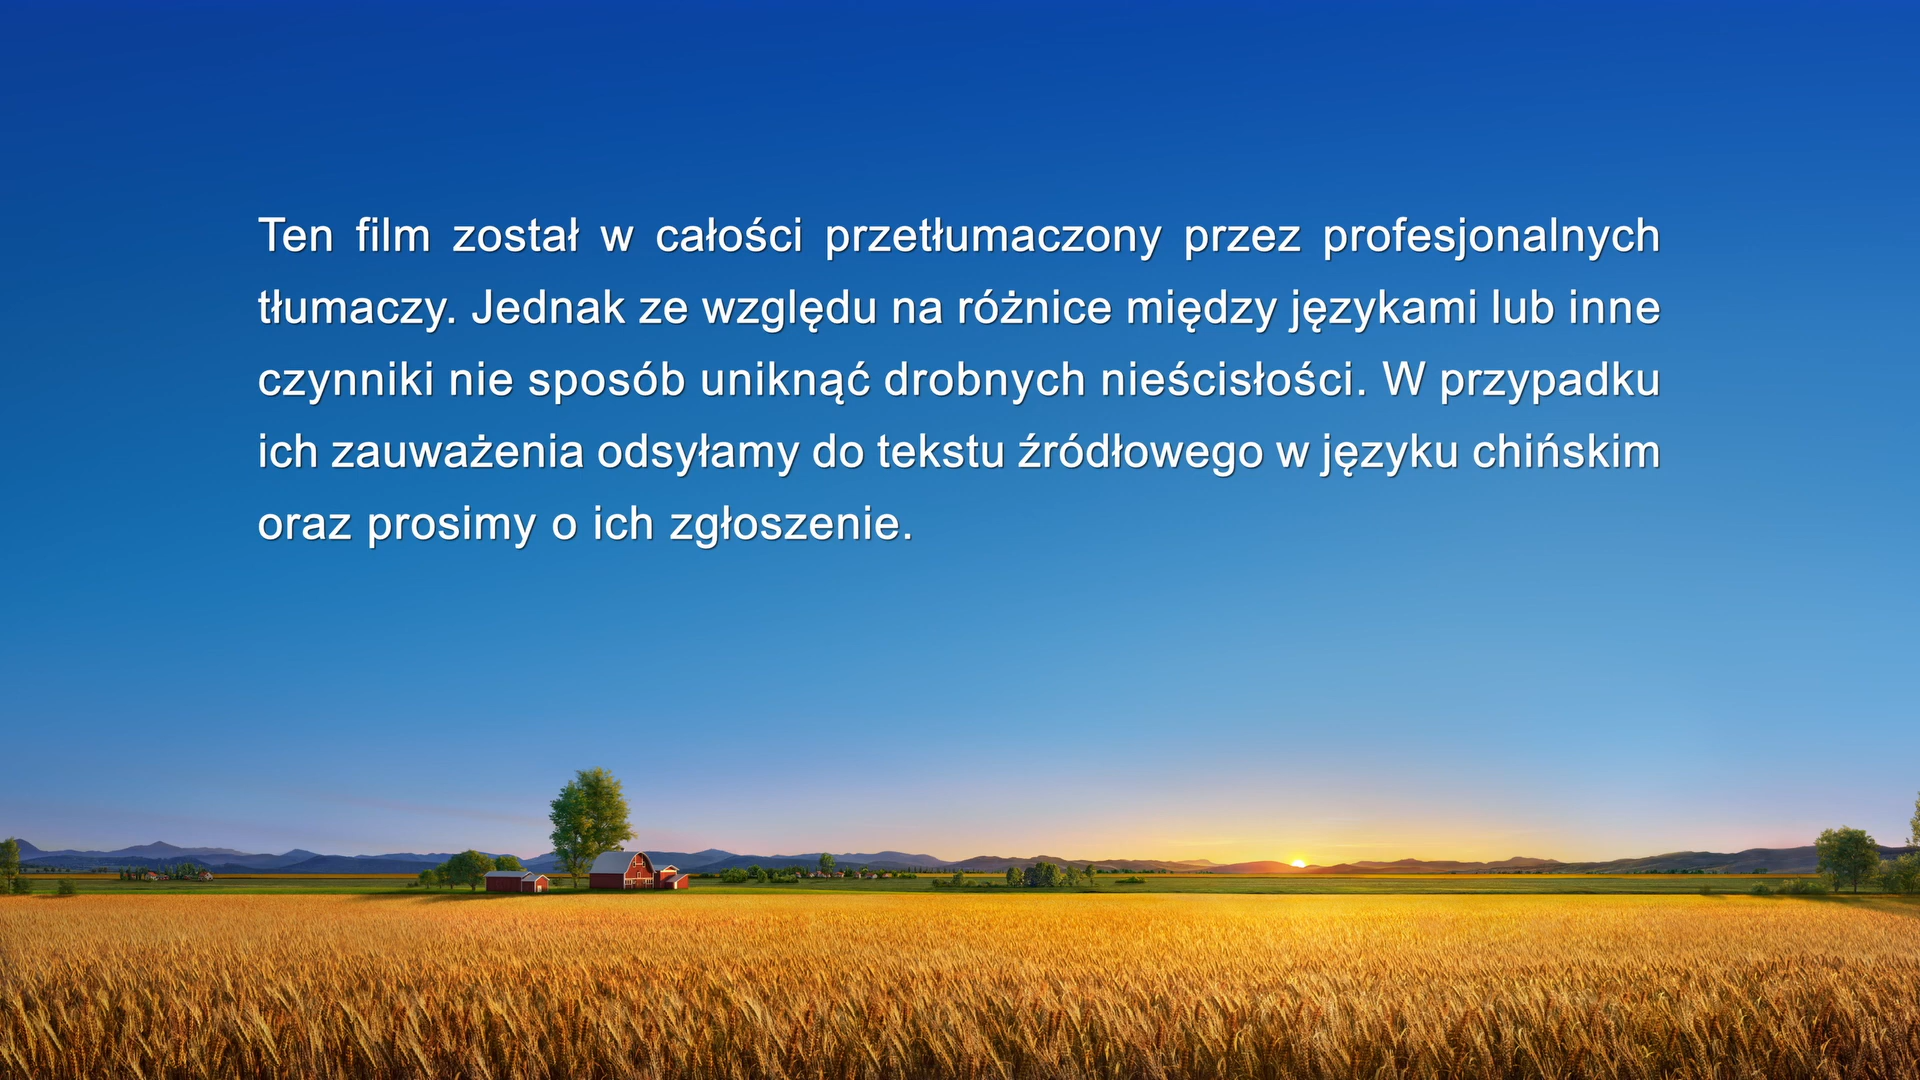 Ten film został w całości przetłumaczony przez profesjonalnych
tłumaczy. Jednak ze względu na różnice między językami lub inne
czynniki nie sposób uniknąć drobnych nieścisłości. W przypadku
ich zauważenia odsyłamy do tekstu źródłowego w języku chińskim
oraz prosimy o ich zgłoszenie.